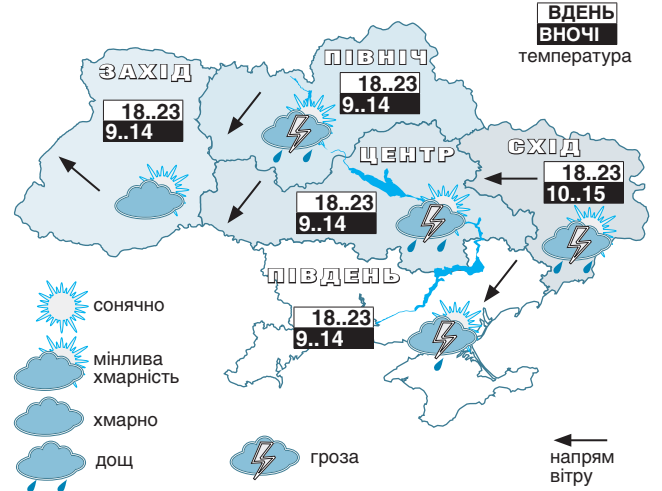 ВДЕНЬ
ВНОЧІ
температура
ПІВНІЧ
18..23
9..14
ЗАХІД
18..23
9..14
ЦЕНТР
18..23
9..14
СХІД
18..23
10..15
ПІВДЕНЬ
18..23
9..14
сонячно
мінлива
хмарність
хмарно
дощ
гроза
напрям
вітру